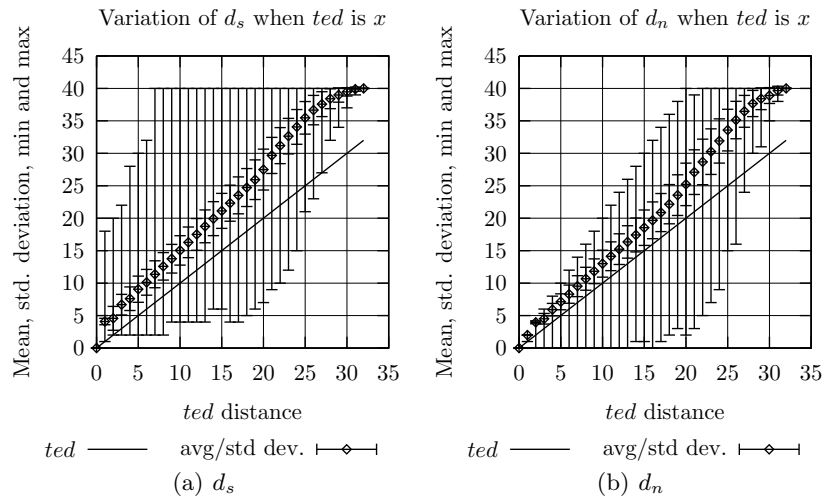 Variation of d_s when ted is x
Mean, std. deviation, min and max
45
40
35
30
25
20
15
10
5
0
0 5 10 15 20 25 30 35
ted distance
ted
avg/std dev.
(a) d_s
Variation of d_n when ted is x
Mean, std. deviation, min and max
45
40
35
30
25
20
15
10
5
0
0 5 10 15 20 25 30 35
ted distance
ted
avg/std dev.
(b) d_n